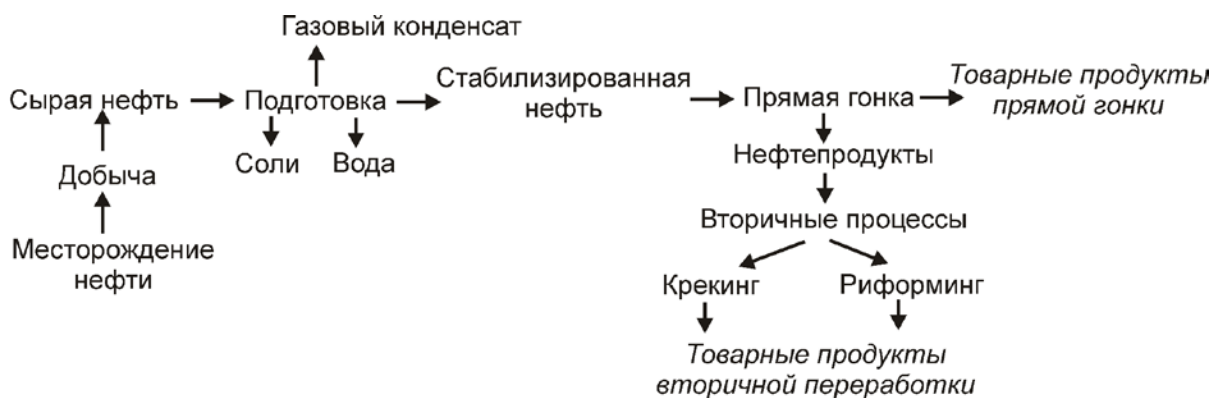 Газовый конденсат
Сырая нефть
Подготовка
Стабилизированная
нефть
Прямая гонка
Товарные продукты
прямой гонки
Соли
Вода
Добыча
Нефтепродукты
Месторождение
нефти
Вторичные процессы
Крекинг
Риформинг
Товарные продукты
вторичной переработки